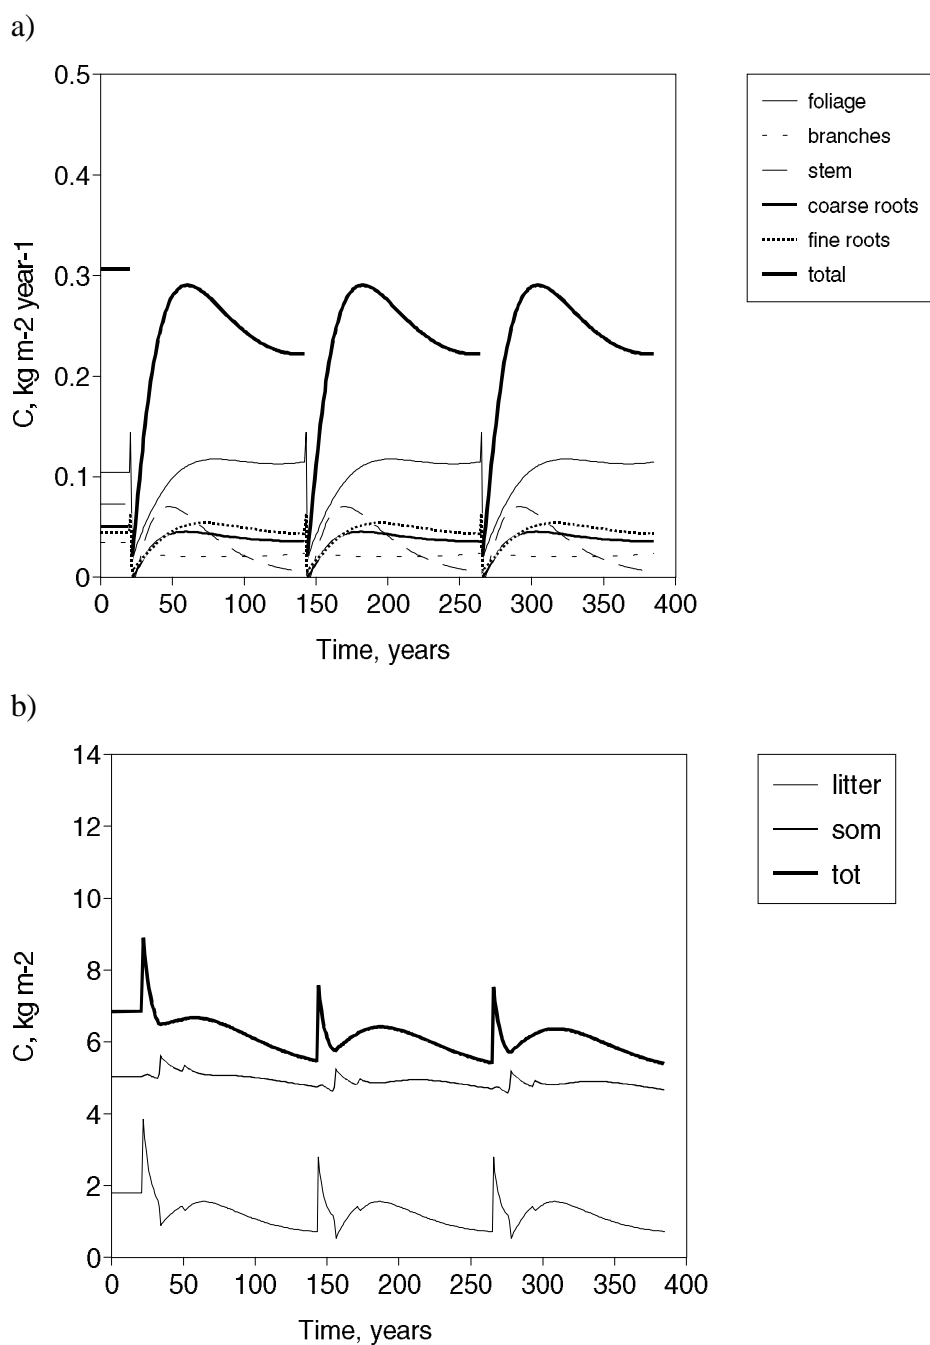 a)
0.5
0.4
0.3
0.2
0.1
0
C, kg m-2 year-1
0 50 100 150 200 250 300 350 400
Time, years
foliage
branches
stem
coarse roots
fine roots
total
b)
14
12
10
8
6
4
2
0
C, kg m-2
0 50 100 150 200 250 300 350 400
Time, years
litter
som
tot